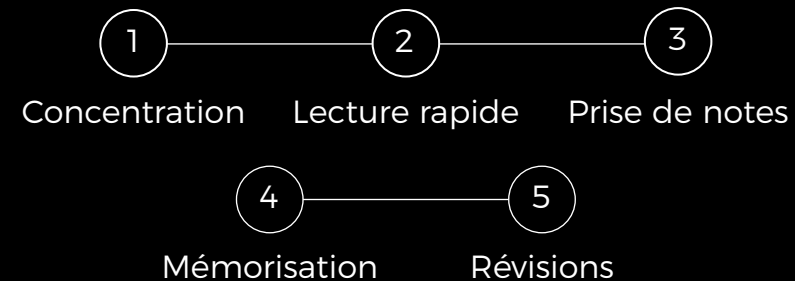 1 2 3
Concentration Lecture rapide Prise de notes
4 5
Mémorisation Révisions